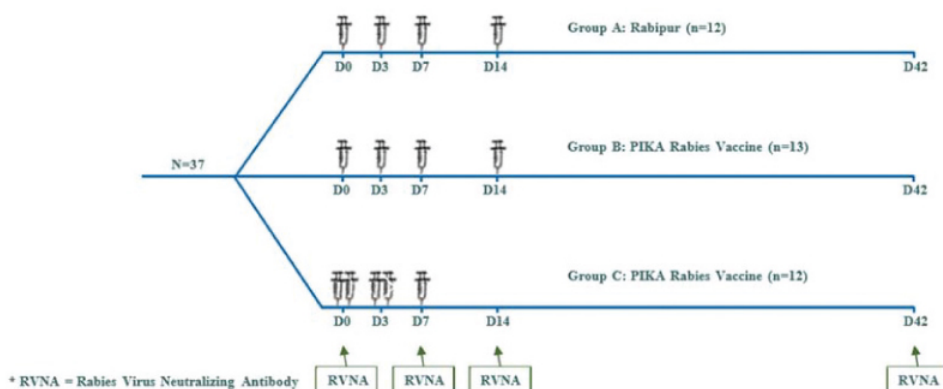 Group A: Rabipur (n=12)
D0 D3 D7 D14 D42
N=37
Group B: PIKA Rabies Vaccine (n=13)
D0 D3 D7 D14 D42
Group C: PIKA Rabies Vaccine (n=12)
D0 D3 D7 D14 D42
* RVNA = Rabies Virus Neutralizing Antibody RVNA RVNA RVNA RVNA